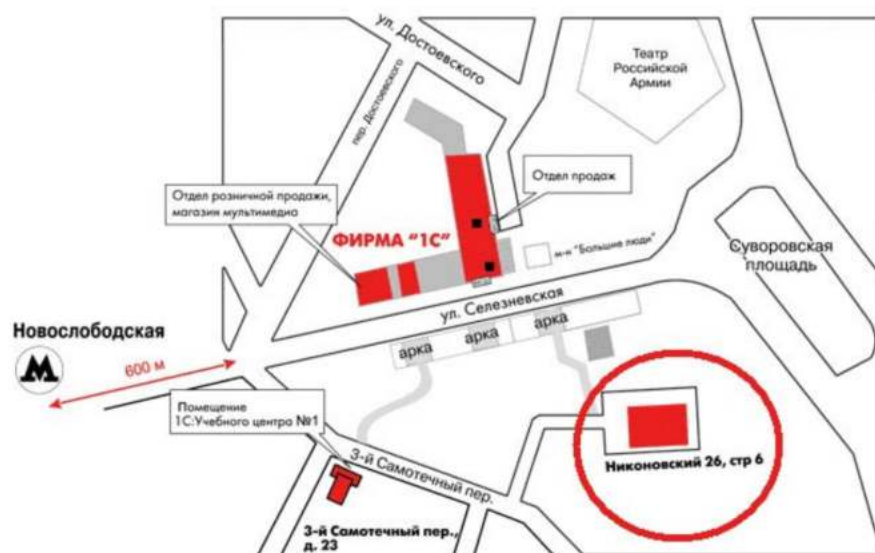 ул. Достоевского
пер. Достоевского
Театр
Российской
Армии
Отдел розничной продажи,
магазин мультимедиа
Отдел продаж
ФИРМА "1С"
м-н "Большие люди"
Суворовская
площадь
ул. Селезневская
Новослободская
М
600 м
арка
арка
арка
Помещение
1С:Учебного центра №1
3-й Самотечный пер.
Никоновский 26, стр 6
3-й Самотечный пер.,
д. 23